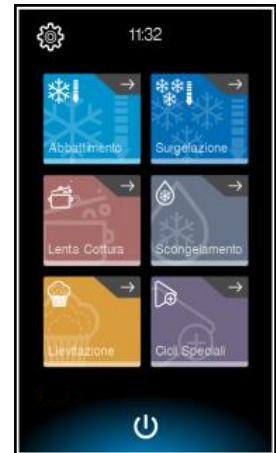 11:32
Abbattimento
Surgelazione
Lenta Cottura
Scongelamento
Lievitazione
Cicli Speciali